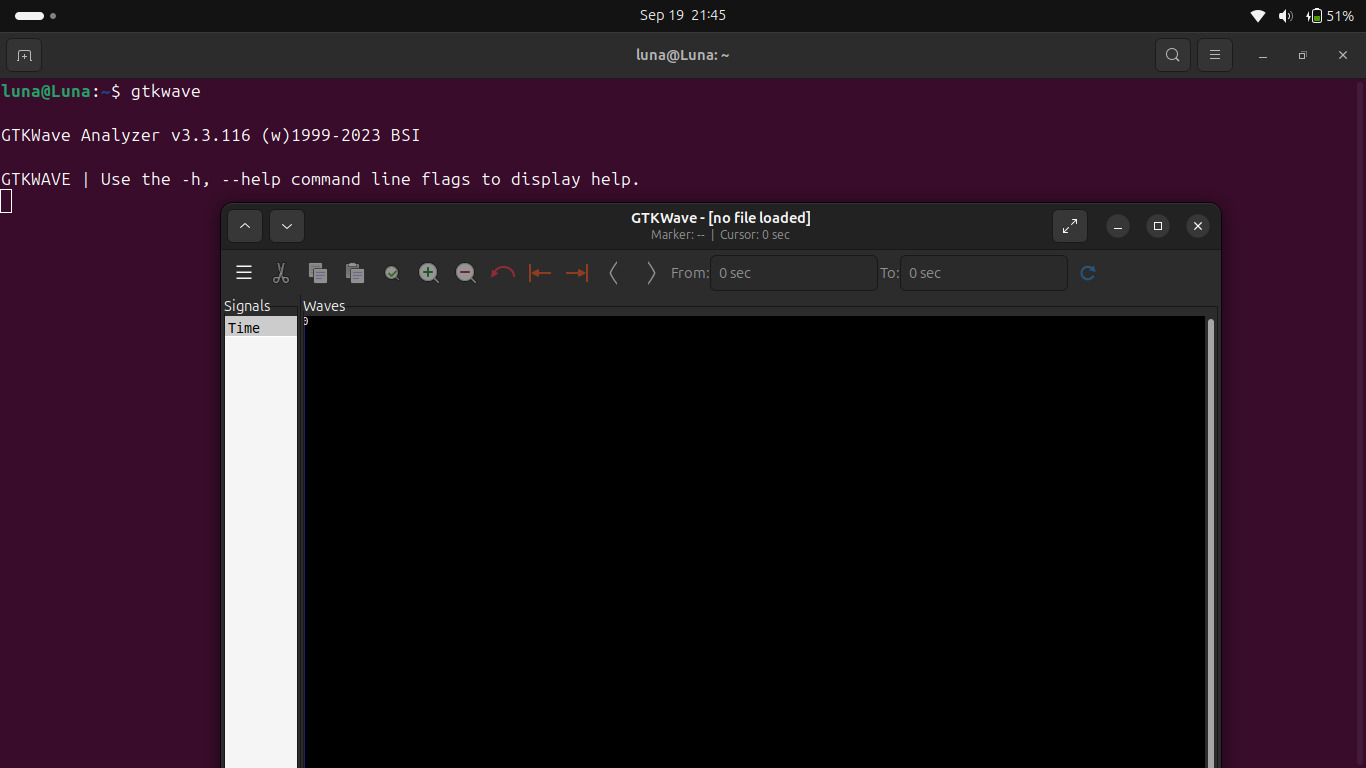 Sep 19 21:45
51%
luna@Luna: ~
luna@Luna:~$ gtkwave
GTKWave Analyzer v3.3.116 (w)1999-2023 BSI
GTKWAVE | Use the -h, --help command line flags to display help.
GTKWave - [no file loaded]
Marker: -- | Cursor: 0 sec
From: 0 sec To: 0 sec
Signals
Waves
Time
0